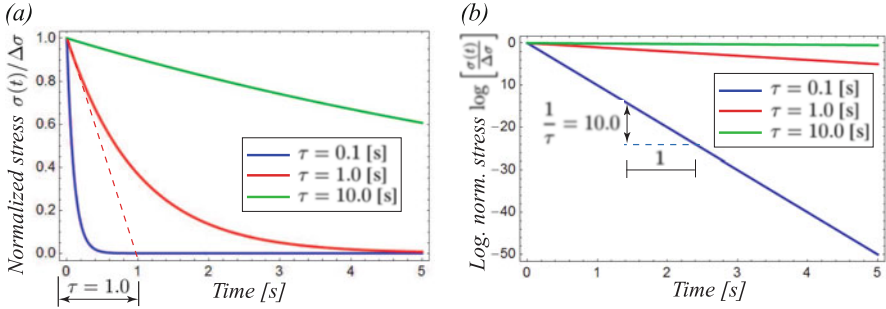 (a)
Normalized stress σ(t)/Δσ
1.0
0.8
0.6
0.4
0.2
0.0
τ = 0.1 [s]
τ = 1.0 [s]
τ = 10.0 [s]
0 1 2 3 4 5
τ = 1.0
Time [s]
(b)
Log. norm. stress log [σ(t)/Δσ]
0
-10
-20
-30
-40
-50
τ = 0.1 [s]
τ = 1.0 [s]
τ = 10.0 [s]
1/τ = 10.0
1
0 1 2 3 4 5
Time [s]